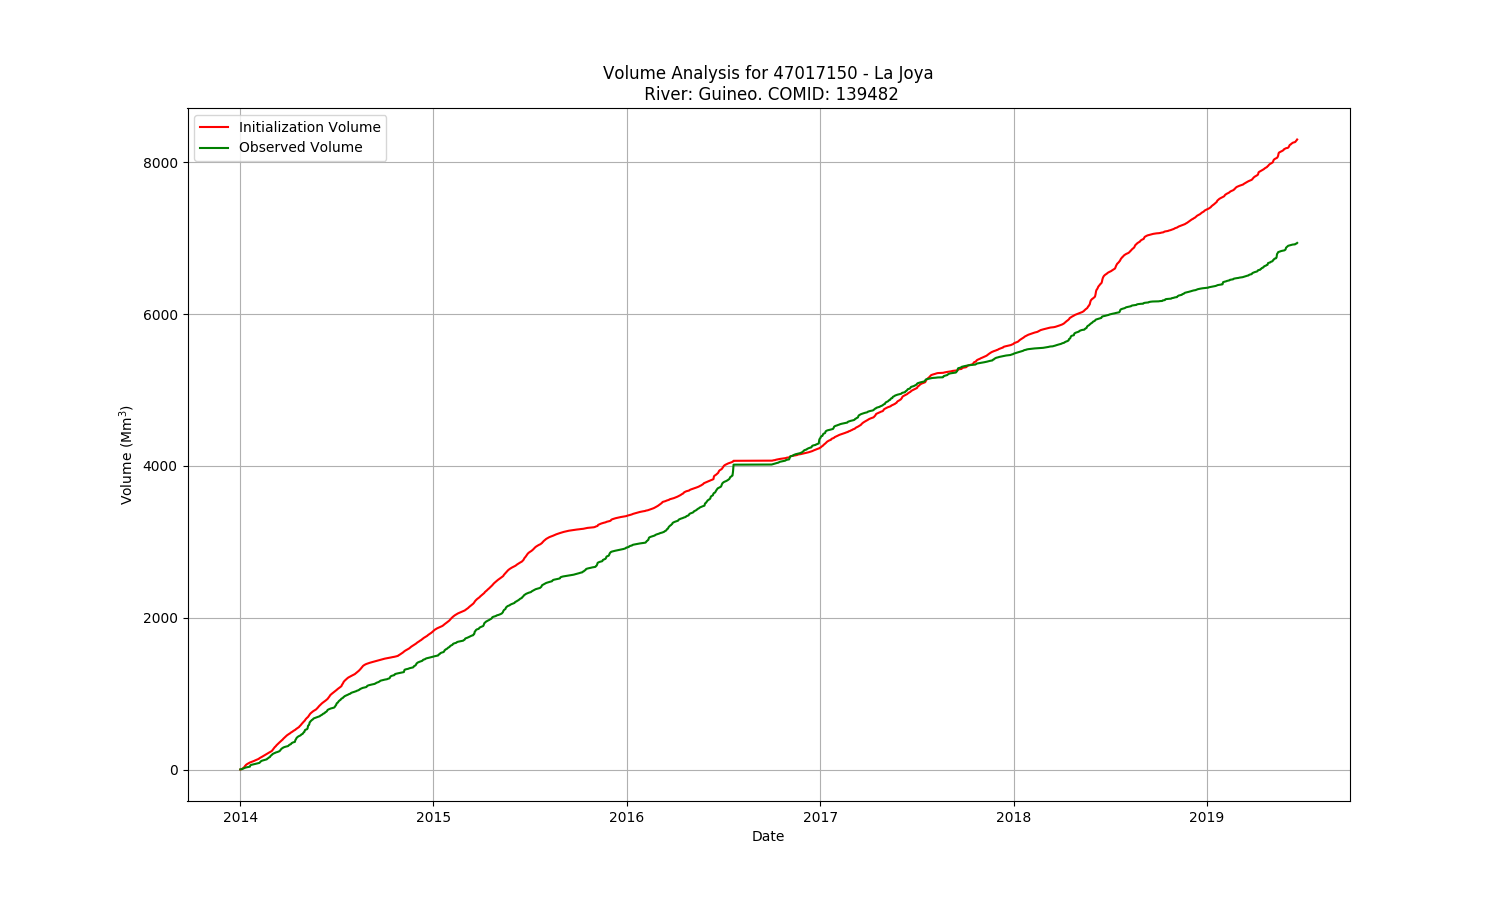 Volume Analysis for 47017150 - La Joya
River: Guineo. COMID: 139482
Initialization Volume
Observed Volume
8000
6000
4000
2000
0
Volume (Mm³)
2014 2015 2016 2017 2018 2019
Date